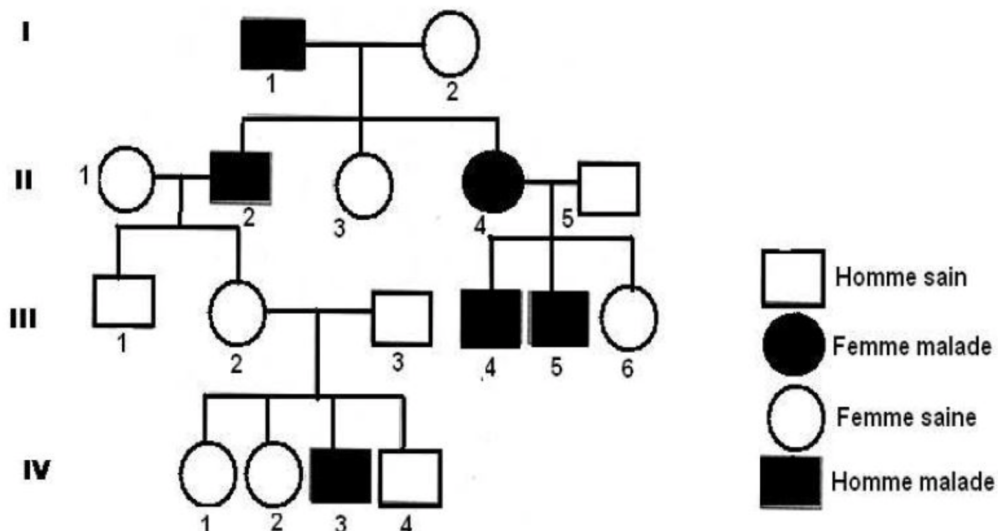 I
1 2
II
1 2 3 4 5
III
1 2 3 4 5 6
IV
1 2 3 4
Homme sain
Femme malade
Femme saine
Homme malade